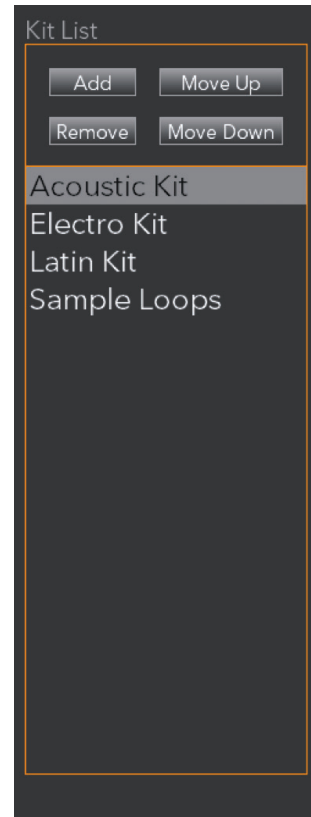 Kit List
Add Move Up
Remove Move Down
Acoustic Kit
Electro Kit
Latin Kit
Sample Loops